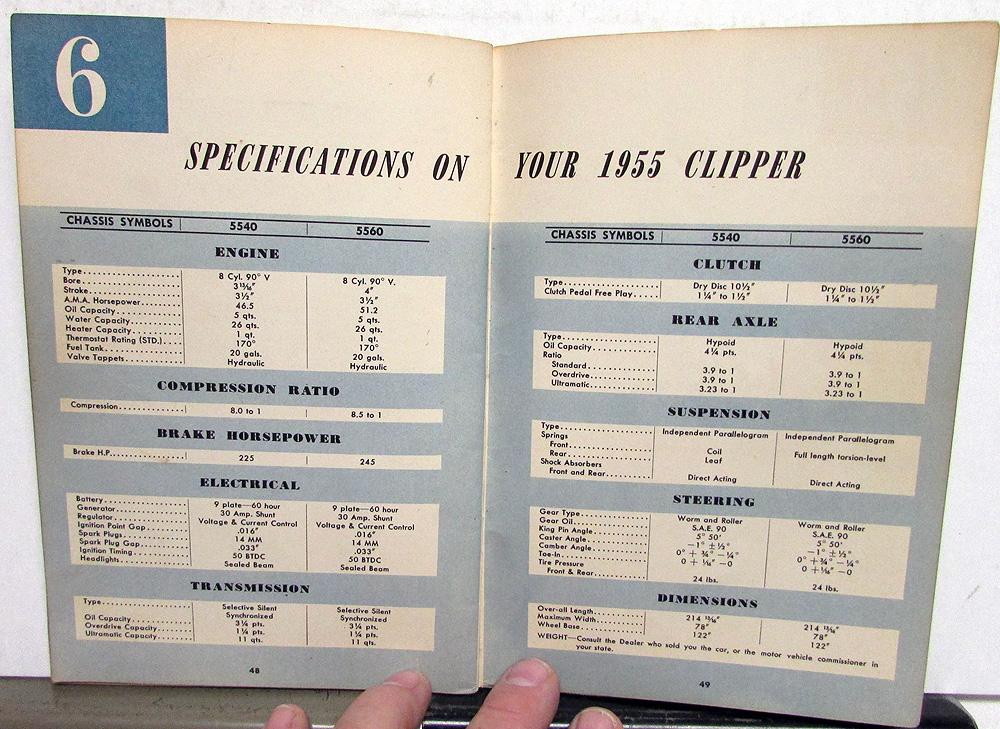 6
SPECIFICATIONS ON YOUR 1955 CLIPPER
CHASSIS SYMBOLS 5540 5560
ENGINE
Type 8 Cyl. 90° V 8 Cyl. 90° V.
Bore 3 13/16" 4"
Stroke 3½" 3½"
A.M.A. Horsepower 46.5 51.2
Oil Capacity 5 qts. 5 qts.
Water Capacity 26 qts. 26 qts.
Heater Capacity 1 qt. 1 qt.
Thermostat Rating (STD.) 170° 170°
Fuel Tank 20 gals. 20 gals.
Valve Tappets Hydraulic Hydraulic
COMPRESSION RATIO
Compression 8.0 to 1 8.5 to 1
BRAKE HORSEPOWER
Brake H.P. 225 245
ELECTRICAL
Battery 9 plate—60 hour 9 plate—60 hour
Generator 30 Amp. Shunt 30 Amp. Shunt
Regulator Voltage & Current Control Voltage & Current Control
Ignition Point Gap .016" .016"
Spark Plugs 14 MM 14 MM
Spark Plug Gap .033" .033"
Ignition Timing 50 BTDC 50 BTDC
Headlights Sealed Beam Sealed Beam
TRANSMISSION
Type Selective Silent Selective Silent
Synchronized Synchronized
Oil Capacity 3¼ pts. 3¼ pts.
Overdrive Capacity 1¼ pts. 1¼ pts.
Ultramatic Capacity 11 qts. 11 qts.
48
CHASSIS SYMBOLS 5540 5560
CLUTCH
Type Dry Disc 10½" Dry Disc 10½"
Clutch Pedal Free Play 1¼" to 1½" 1¼" to 1½"
REAR AXLE
Type Hypoid Hypoid
Oil Capacity 4¼ pts. 4¼ pts.
Ratio
Standard 3.9 to 1 3.9 to 1
Overdrive 3.9 to 1 3.9 to 1
Ultramatic 3.23 to 1 3.23 to 1
SUSPENSION
Type Independent Parallelogram Independent Parallelogram
Springs
Front Coil Full length torsion-level
Rear Leaf
Shock Absorbers
Front and Rear Direct Acting Direct Acting
STEERING
Gear Type Worm and Roller Worm and Roller
Gear Oil S.A.E. 90 S.A.E. 90
King Pin Angle 5° 50' 5° 50'
Caster Angle −1° ±½° −1° ±½°
Camber Angle 0° + ¾° −¼° 0° + ¾° −¼°
Toe-In 0 + 1/16" −0 0 + 1/16" −0
Tire Pressure
Front & Rear 24 lbs. 24 lbs.
DIMENSIONS
Over-all Length 214 13/16" 214 13/16"
Maximum Width 78" 78"
Wheel Base 122" 122"
WEIGHT—Consult the Dealer who sold you the car, or the motor vehicle commissioner in
your state.
49